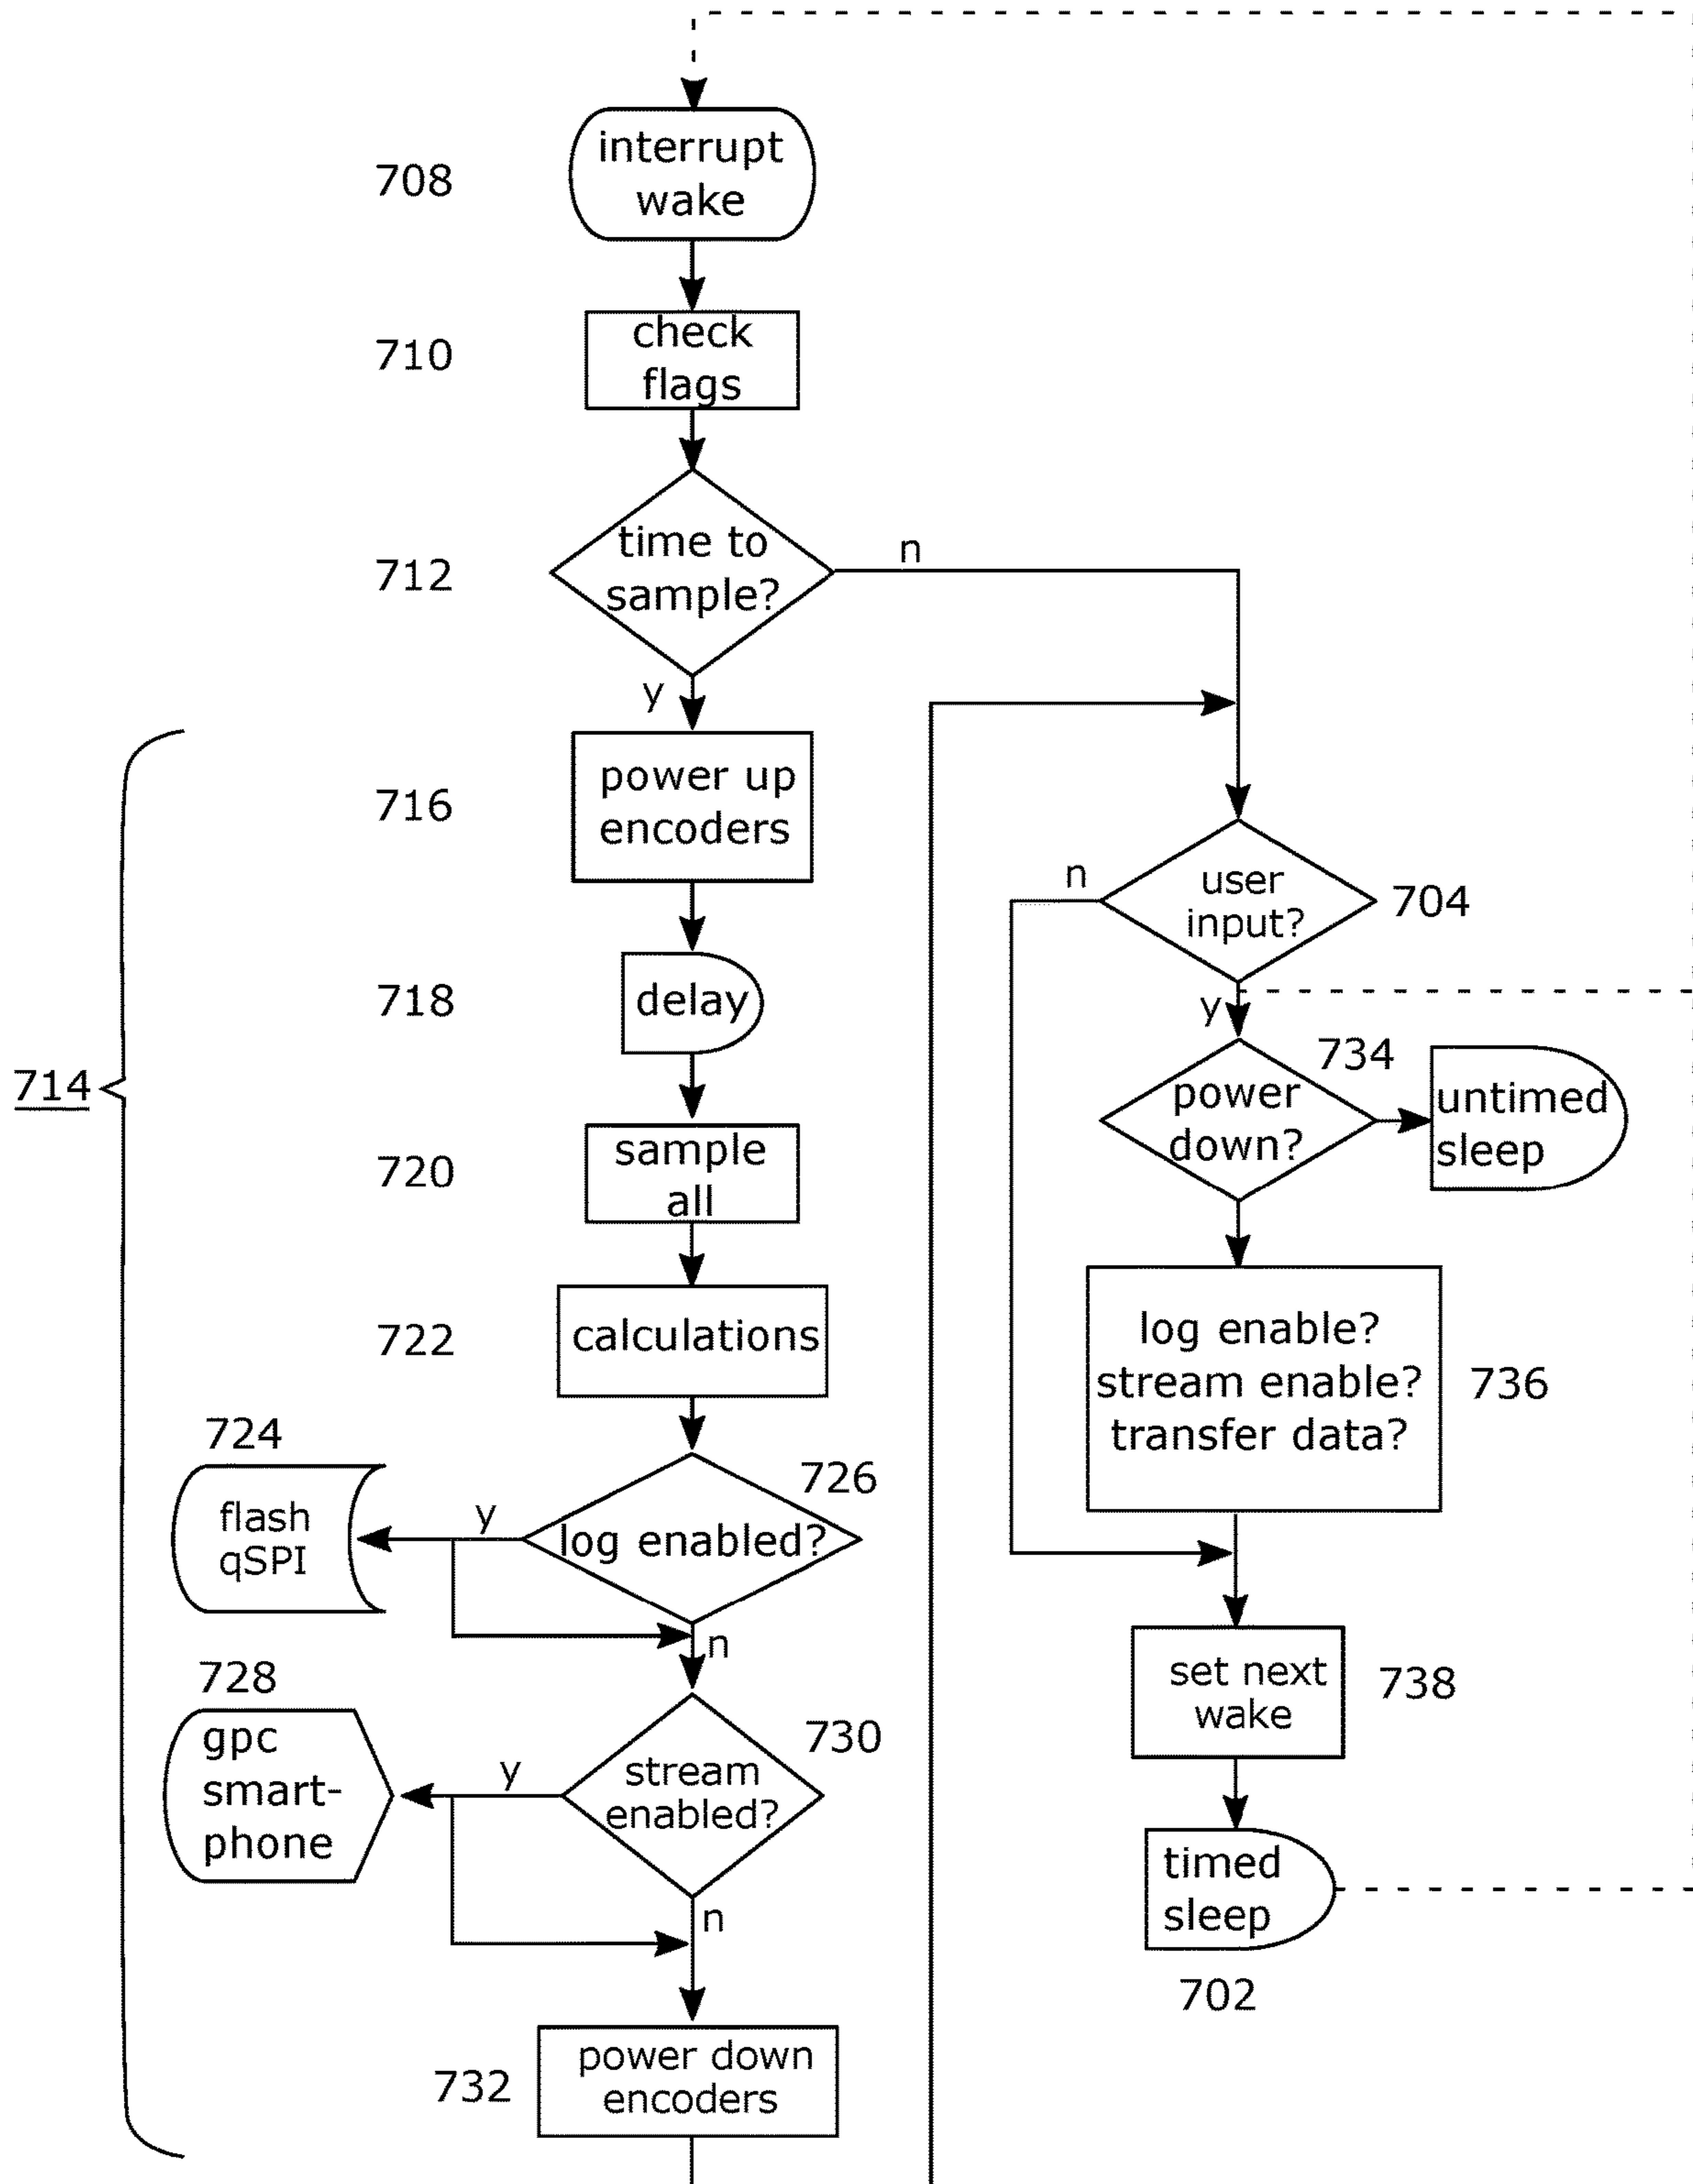 interrupt
wake
708
check
flags
710
time to
sample?
712
n
y
power up
encoders
716
delay
718
714
sample
all
720
calculations
722
724
flash
qSPI
y
log enabled?
726
n
728
gpc
smart-
phone
y
stream
enabled?
730
n
power down
encoders
732
user
input?
704
n
y
power
down?
734
untimed
sleep
log enable?
stream enable?
transfer data?
736
set next
wake
738
timed
sleep
702